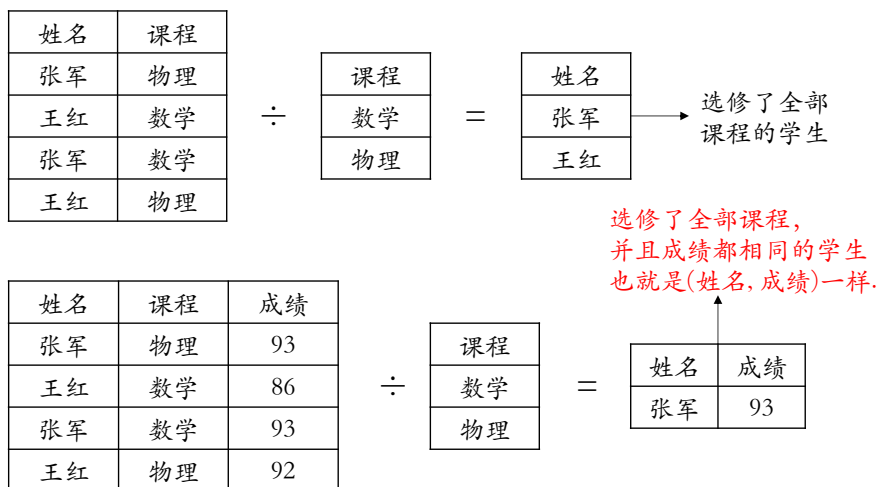 姓名 课程
张军 物理
王红 数学
张军 数学
王红 物理
÷
课程
数学
物理
=
姓名
张军
王红
选修了全部
课程的学生
选修了全部课程,
并且成绩都相同的学生
也就是(姓名, 成绩)一样.
姓名 课程 成绩
张军 物理 93
王红 数学 86
张军 数学 93
王红 物理 92
÷
课程
数学
物理
=
姓名 成绩
张军 93